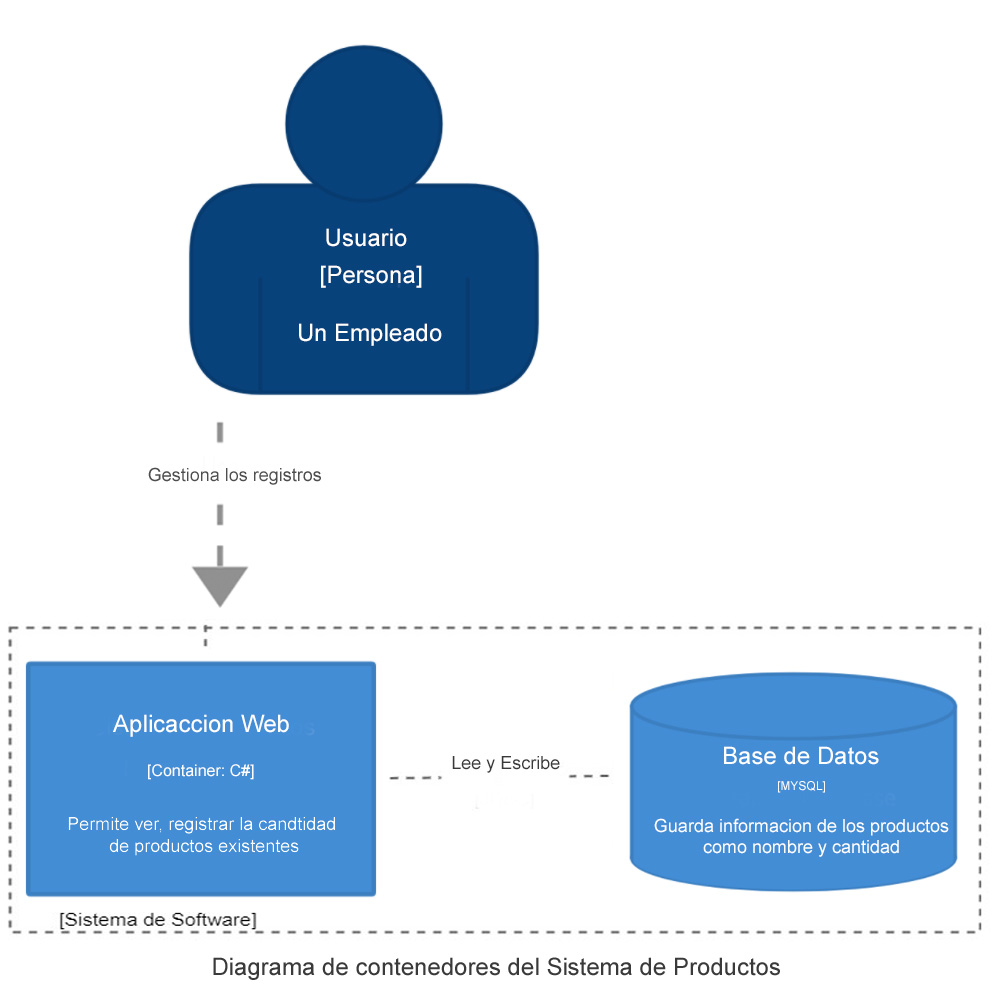 Usuario
[Persona]
Un Empleado
Gestiona los registros
Aplicaccion Web
[Container: C#]
Permite ver, registrar la candtidad
de productos existentes
Lee y Escribe
Base de Datos
[MYSQL]
Guarda informacion de los productos
como nombre y cantidad
[Sistema de Software]
Diagrama de contenedores del Sistema de Productos